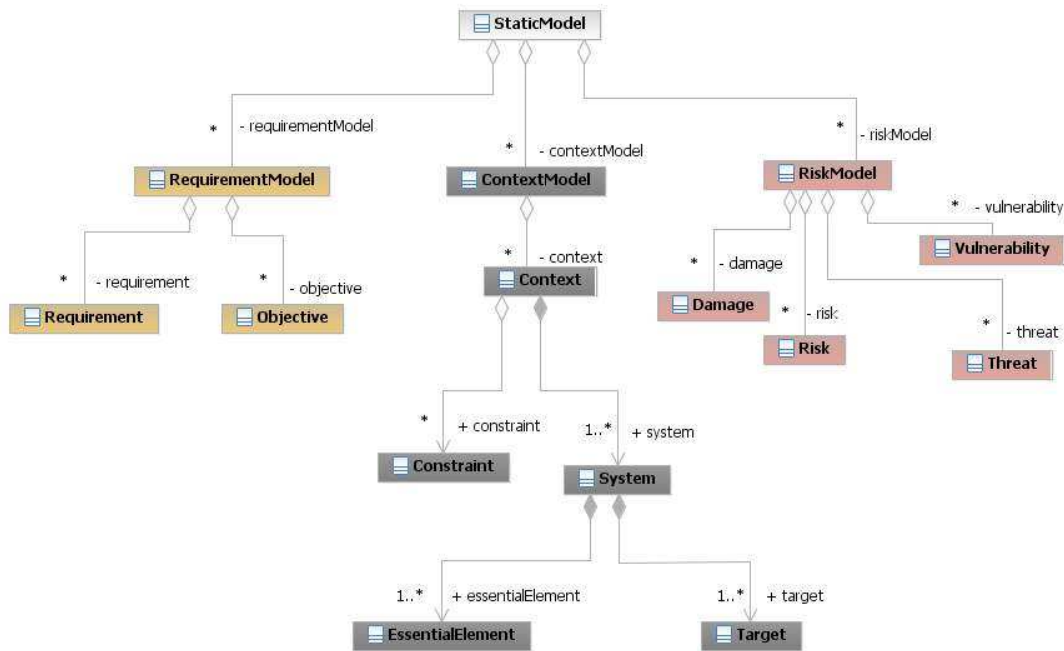 StaticModel
* - requirementModel
* - contextModel
* - riskModel
RequirementModel
ContextModel
RiskModel
* - vulnerability
Vulnerability
* - requirement
* - objective
* - context
* - damage
Requirement
Objective
Context
Damage
* - risk
Risk
* - threat
Threat
* + constraint
1..* + system
Constraint
System
1..* + essentialElement
1..* + target
EssentialElement
Target